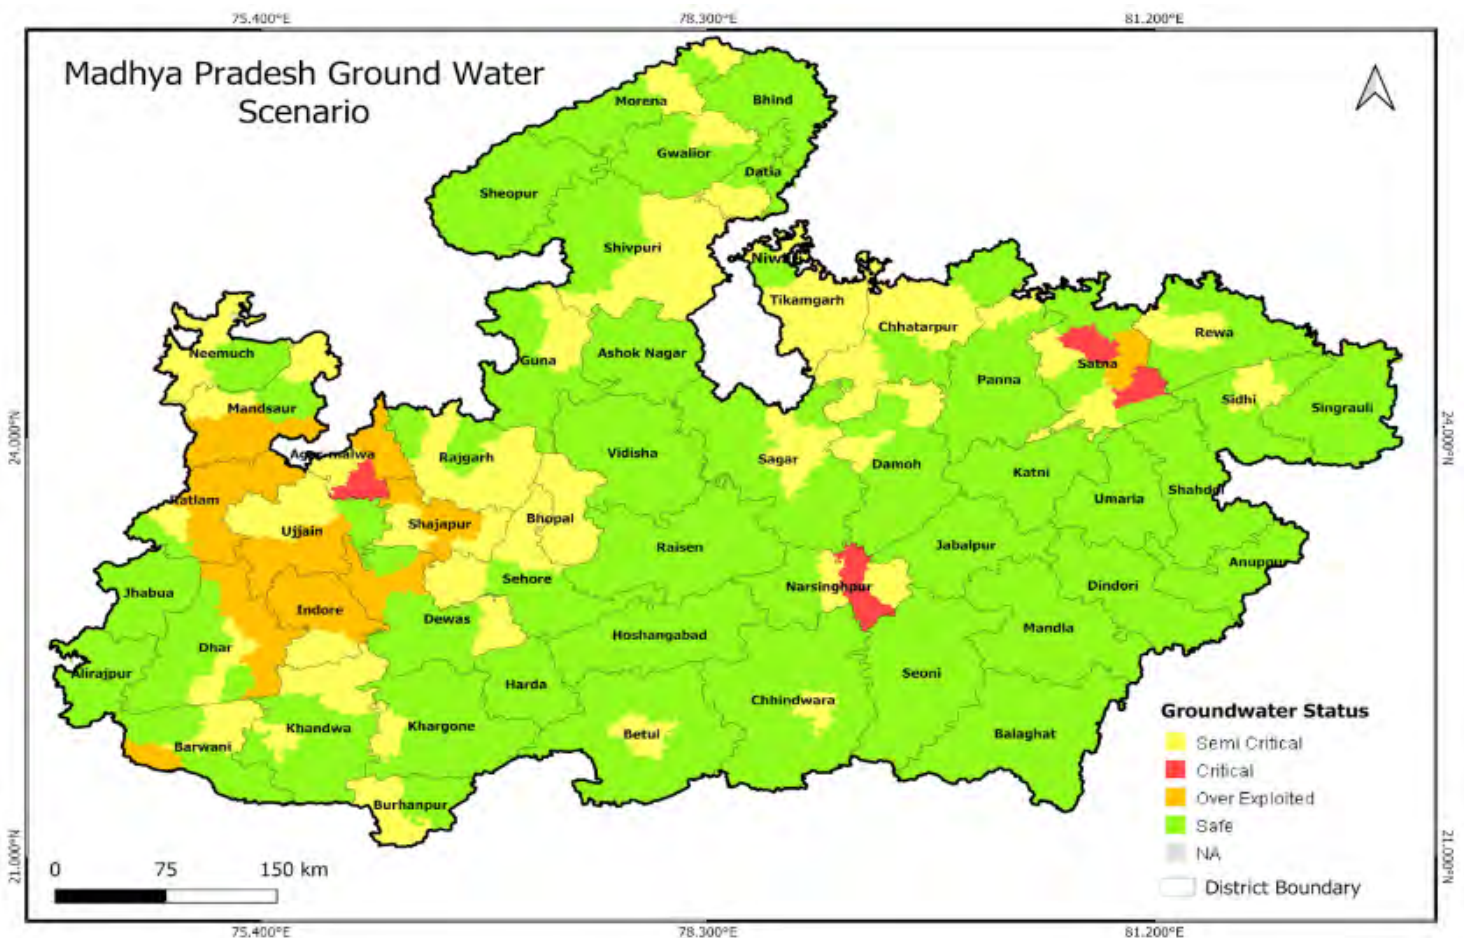 75.400°E
78.300°E
81.200°E
Madhya Pradesh Ground Water
Scenario
Morena
Bhind
Gwalior
Datia
Sheopur
Shivpuri
Tikamgarh
Chhatarpur
Rewa
Neemuch
Guna
Ashok Nagar
Satna
Panna
Sidhi
Singrauli
Mandsaur
24.000°N
24.000°N
Rajgarh
Vidisha
Sagar
Damoh
Katni
Umaria
Shahdol
Ratlam
Ujjain
Shajapur
Bhopal
Raisen
Jabalpur
Anuppur
Jhabua
Sehore
Narsinghpur
Dindori
Indore
Dewas
Hoshangabad
Mandla
Dhar
Alirajpur
Harda
Chhindwara
Seoni
Khandwa
Khargone
Betul
Balaghat
Barwani
Burhanpur
Groundwater Status
Semi Critical
Critical
Over Exploited
Safe
NA
District Boundary
0 75 150 km
21.000°N
21.000°N
75.400°E
78.300°E
81.200°E